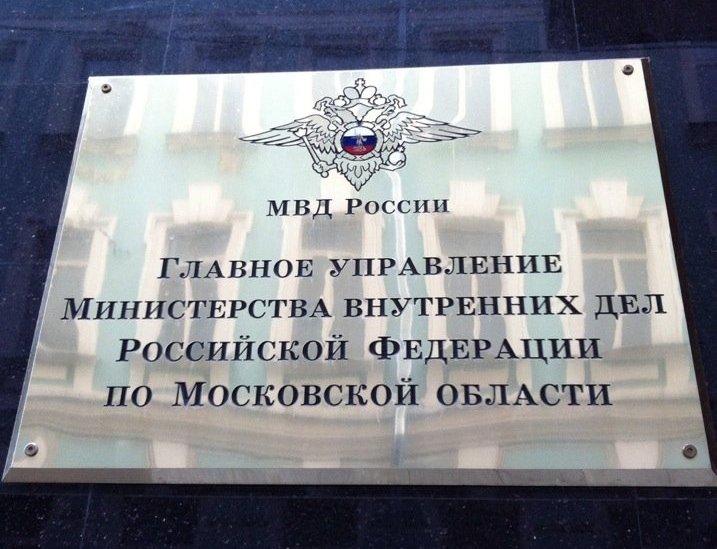 МВД РОССИИ
ГЛАВНОЕ УПРАВЛЕНИЕ
МИНИСТЕРСТВА ВНУТРЕННИХ ДЕЛ
РОССИЙСКОЙ ФЕДЕРАЦИИ
ПО МОСКОВСКОЙ ОБЛАСТИ